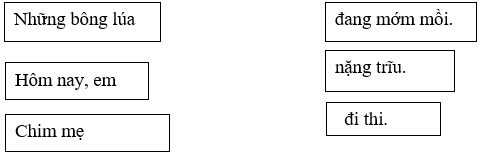 Những bông lúa
đang mớm mồi.
Hôm nay, em
nặng trĩu.
Chim mẹ
đi thi.